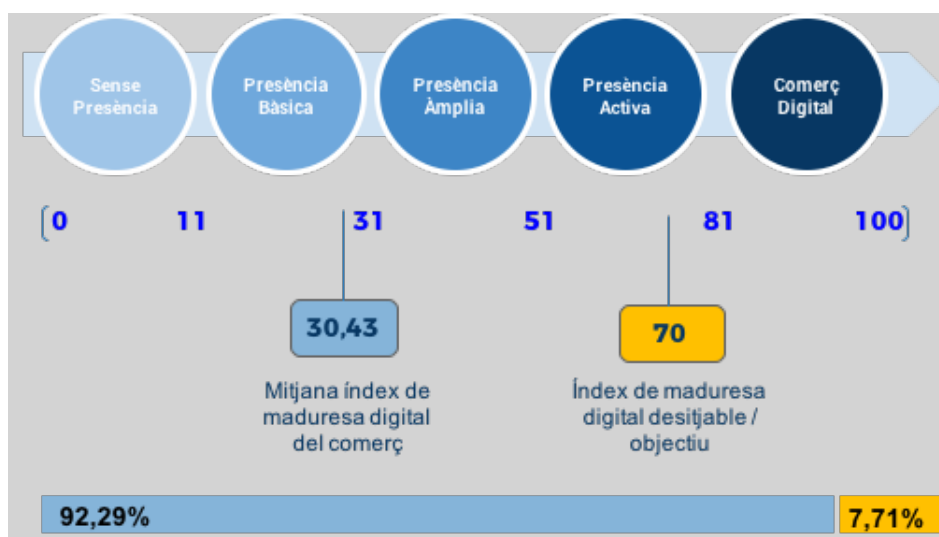 Sense
Presència
Presència
Bàsica
Presència
Àmplia
Presència
Activa
Comerç
Digital
0 11 31 51 81 100
30,43
Mitjana índex de
maduresa digital
del comerç
70
Índex de maduresa
digital desitjable /
objectiu
92,29%
7,71%